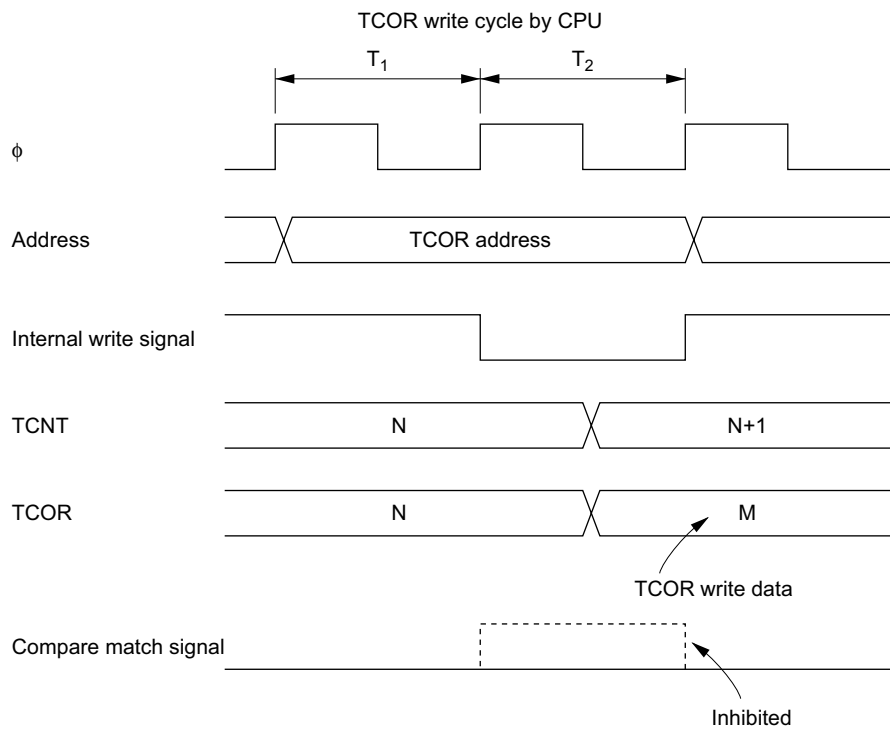 TCOR write cycle by CPU
T1 T2
ϕ
Address TCOR address
Internal write signal
TCNT N N+1
TCOR N M
TCOR write data
Compare match signal
Inhibited